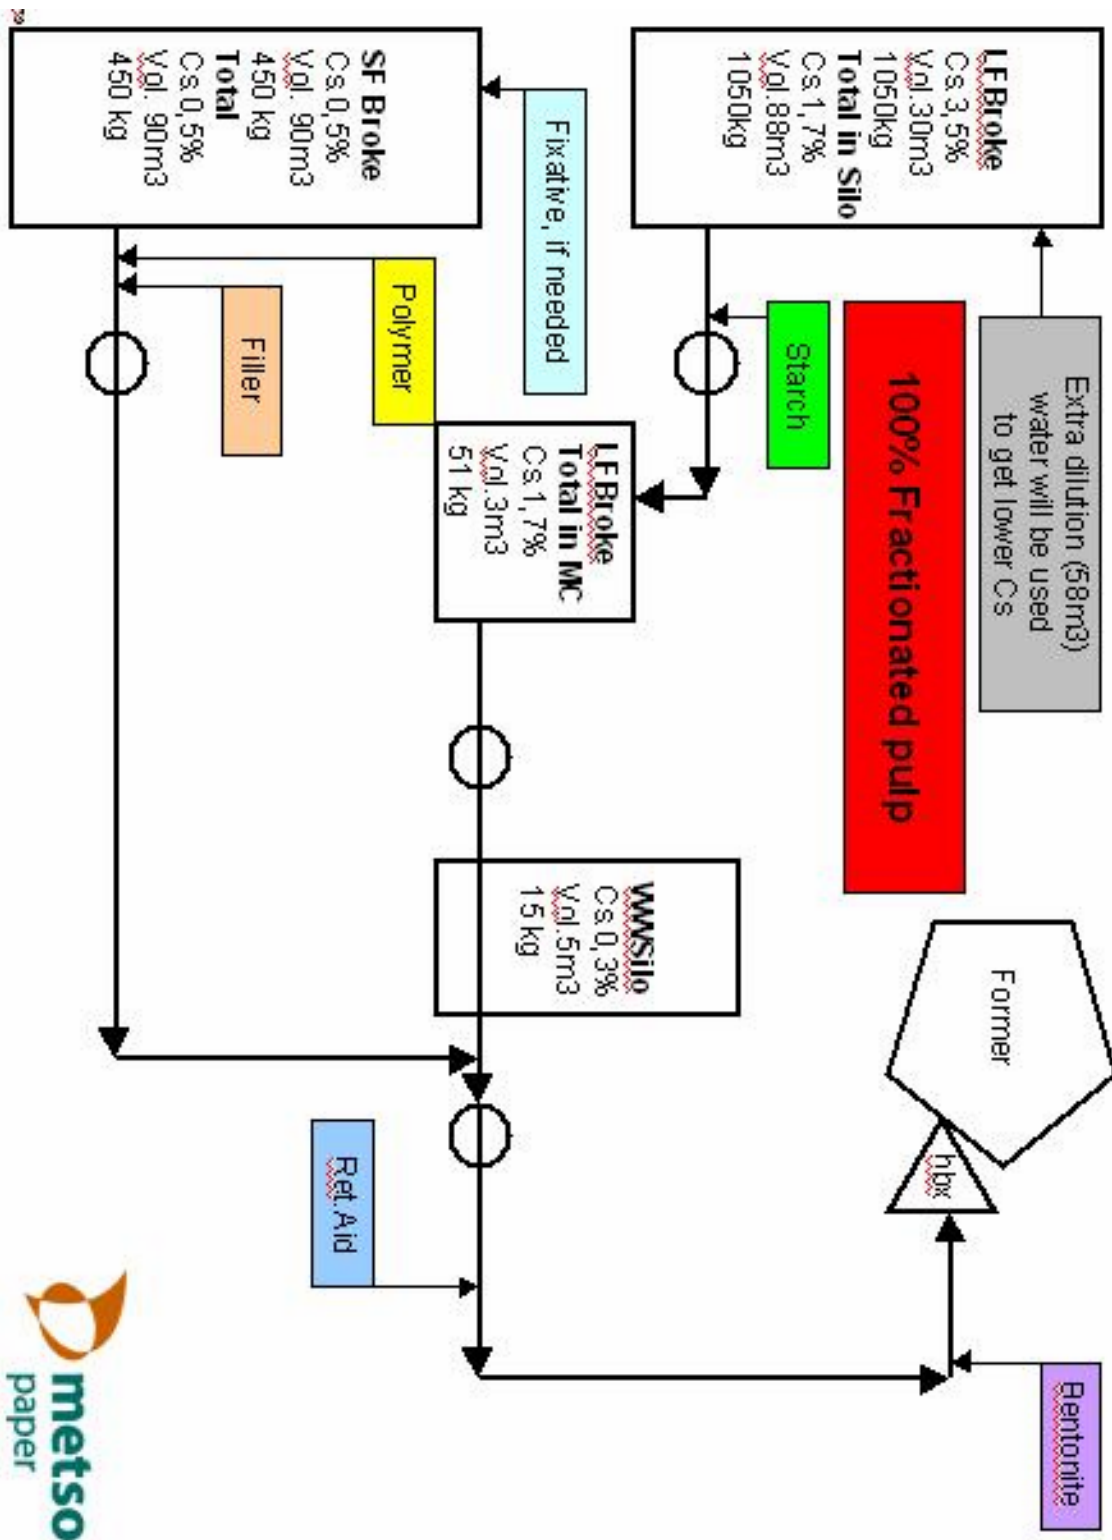 LFBroke
Cs.3,5%
Vol.30m3
1050kg
Total in Silo
Cs.1,7%
Vol.88m3
1050kg
Extra dilution (58m3)
water will be used
to get lower Cs
100% Fractionated pulp
Starch
Former
hbx
Bentonite
Fixative, if needed
LFBroke
Total in MC
Cs.1,7%
Vol.3m3
51 kg
WWSilo
Cs.0,3%
Vol.5m3
15 kg
SF Broke
Cs.0,5%
Vol. 90m3
450 kg
Total
Cs.0,5%
Vol. 90m3
450 kg
Polymer
Filler
Ret.Aid
metso
paper